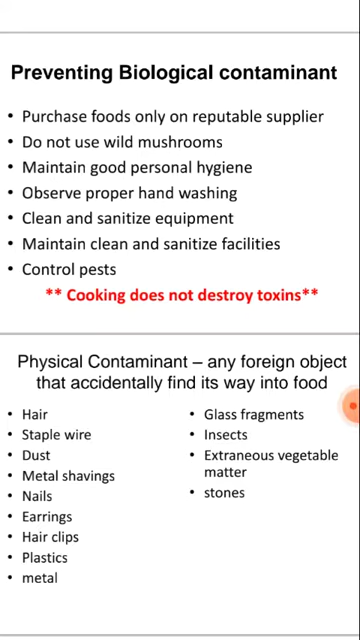 Preventing Biological contaminant
• Purchase foods only on reputable supplier
• Do not use wild mushrooms
• Maintain good personal hygiene
• Observe proper hand washing
• Clean and sanitize equipment
• Maintain clean and sanitize facilities
• Control pests
** Cooking does not destroy toxins**
Physical Contaminant – any foreign object
that accidentally find its way into food
• Hair
• Staple wire
• Dust
• Metal shavings
• Nails
• Earrings
• Hair clips
• Plastics
• metal
• Glass fragments
• Insects
• Extraneous vegetable
matter
• stones